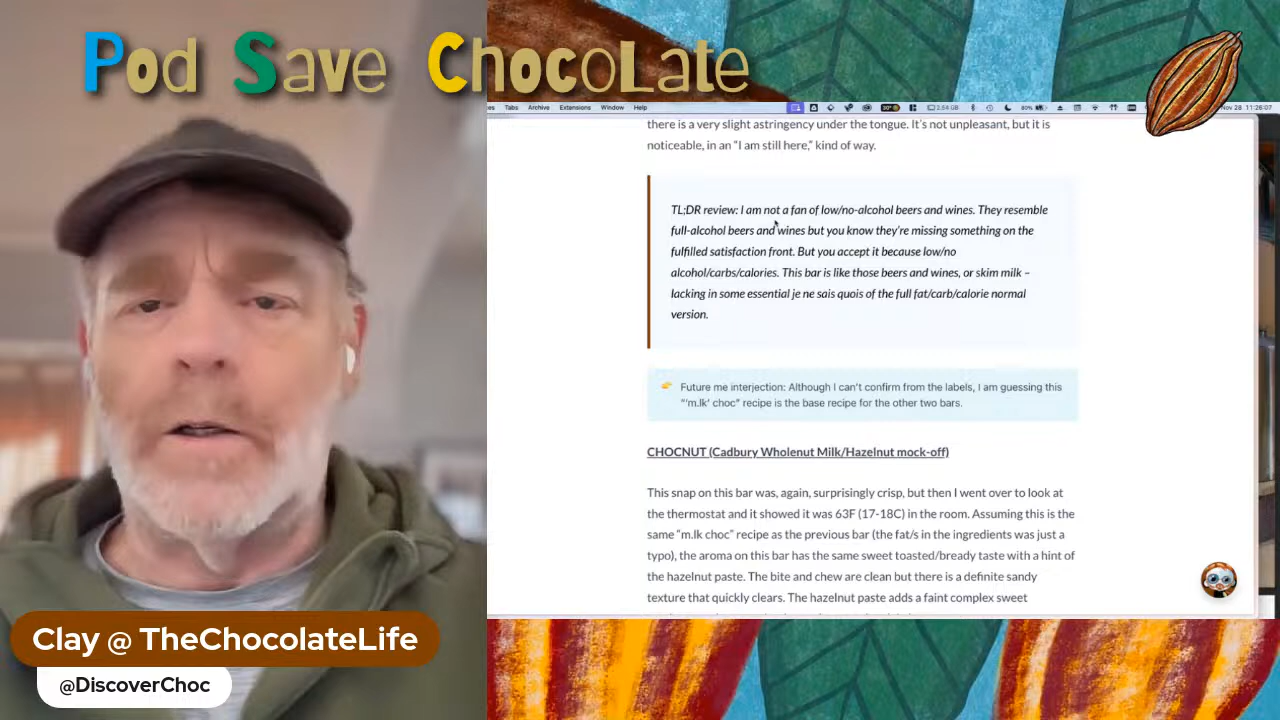 Pod Save Chocolate
Tabs Archive Extensions Window Help
Nov 28 11:26:07
there is a very slight astringency under the tongue. It's not unpleasant, but it is
noticeable, in an "I am still here," kind of way.
TL;DR review: I am not a fan of low/no-alcohol beers and wines. They resemble
full-alcohol beers and wines but you know they're missing something on the
fulfilled satisfaction front. But you accept it because low/no
alcohol/carbs/calories. This bar is like those beers and wines, or skim milk –
lacking in some essential je ne sais quois of the full fat/carb/calorie normal
version.
Future me interjection: Although I can't confirm from the labels, I am guessing this
"'m.lk' choc" recipe is the base recipe for the other two bars.
CHOCNUT (Cadbury Wholenut Milk/Hazelnut mock-off)
This snap on this bar was, again, surprisingly crisp, but then I went over to look at
the thermostat and it showed it was 63F (17-18C) in the room. Assuming this is the
same "m.lk choc" recipe as the previous bar (the fat/s in the ingredients was just a
typo), the aroma on this bar has the same sweet toasted/bready taste with a hint of
the hazelnut paste. The bite and chew are clean but there is a definite sandy
texture that quickly clears. The hazelnut paste adds a faint complex sweet
Clay @ TheChocolateLife
@DiscoverChoc